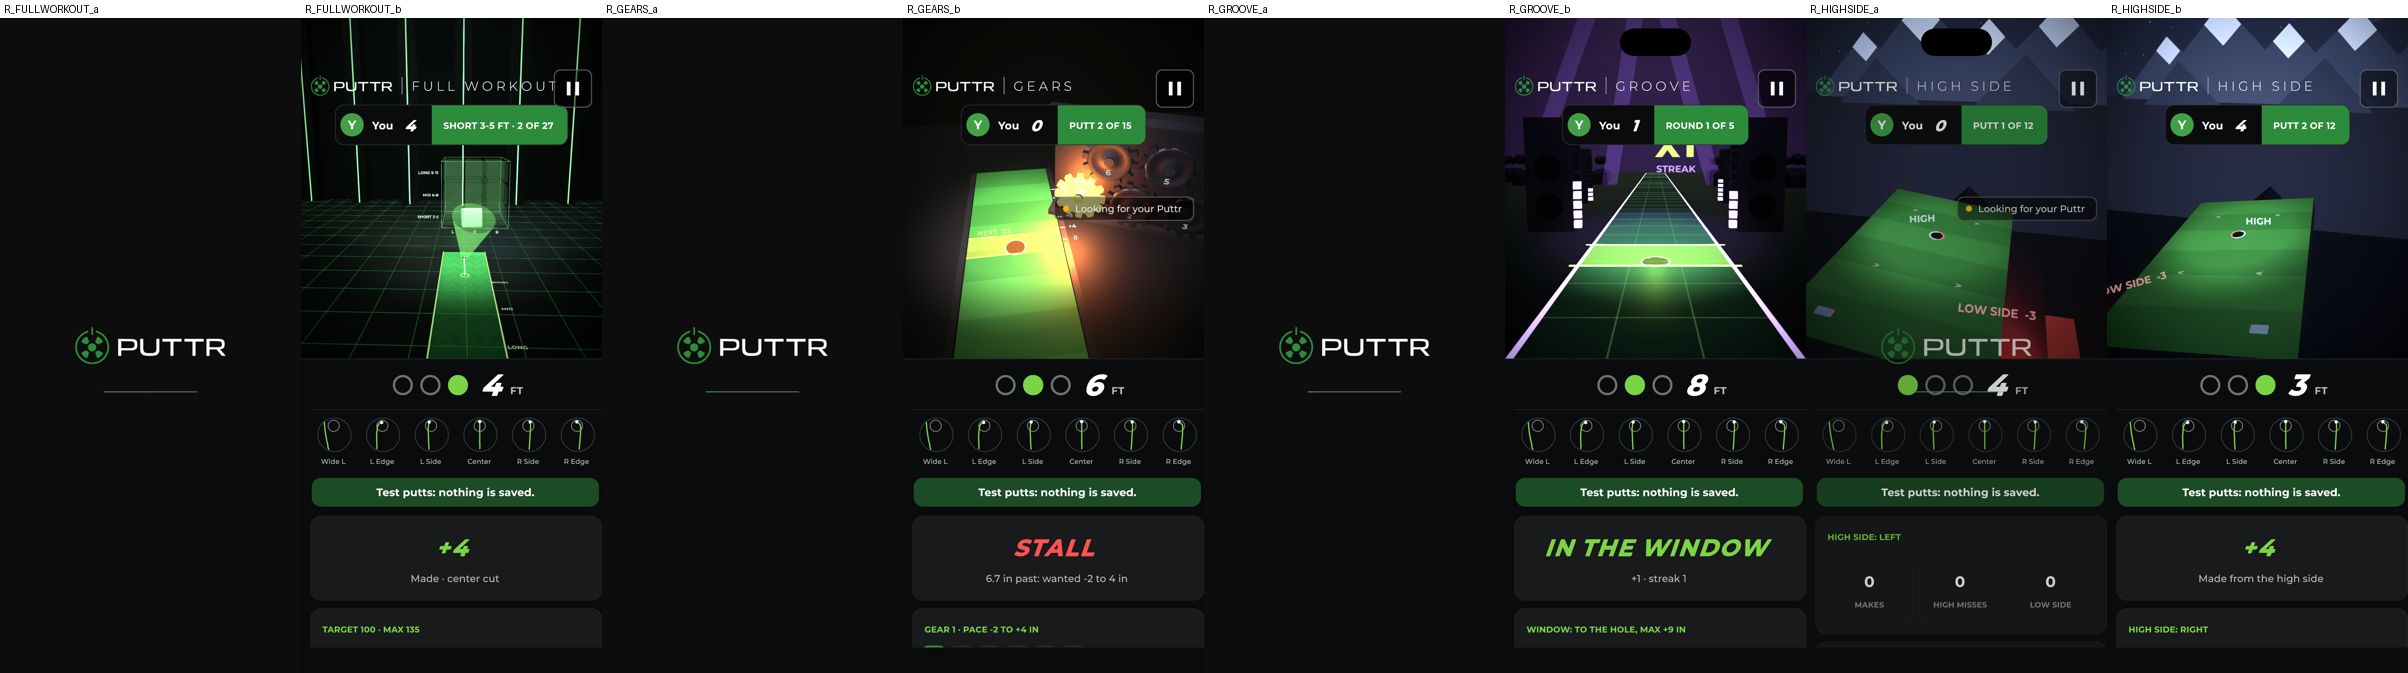 R_FULLWORKOUT_a
PUTTR
R_FULLWORKOUT_b
PUTTR | FULL WORKOUT
Y You 4 SHORT 3-5 FT · 2 OF 27
LONG
4 FT
Wide L L Edge L Side Center R Side R Edge
Test putts: nothing is saved.
+4
Made · center cut
TARGET 100 · MAX 135
R_GEARS_a
PUTTR
R_GEARS_b
PUTTR | GEARS
Y You 0 PUTT 2 OF 15
6
5
Looking for your Puttr
3
+4
0
6 FT
Wide L L Edge L Side Center R Side R Edge
Test putts: nothing is saved.
STALL
6.7 in past: wanted -2 to 4 in
GEAR 1 · PACE -2 TO +4 IN
R_GROOVE_a
PUTTR
R_GROOVE_b
PUTTR | GROOVE
Y You 1 ROUND 1 OF 5
X1
STREAK
8 FT
Wide L L Edge L Side Center R Side R Edge
Test putts: nothing is saved.
IN THE WINDOW
+1 · streak 1
WINDOW: TO THE HOLE, MAX +9 IN
R_HIGHSIDE_a
PUTTR | HIGH SIDE
Y You 0 PUTT 1 OF 12
Looking for your Puttr
HIGH
LOW SIDE -3
PUTTR
4 FT
Wide L L Edge L Side Center R Side R Edge
Test putts: nothing is saved.
HIGH SIDE: LEFT
0 0 0
MAKES HIGH MISSES LOW SIDE
R_HIGHSIDE_b
PUTTR | HIGH SIDE
Y You 4 PUTT 2 OF 12
HIGH
OW SIDE -3
3 FT
Wide L L Edge L Side Center R Side R Edge
Test putts: nothing is saved.
+4
Made from the high side
HIGH SIDE: RIGHT